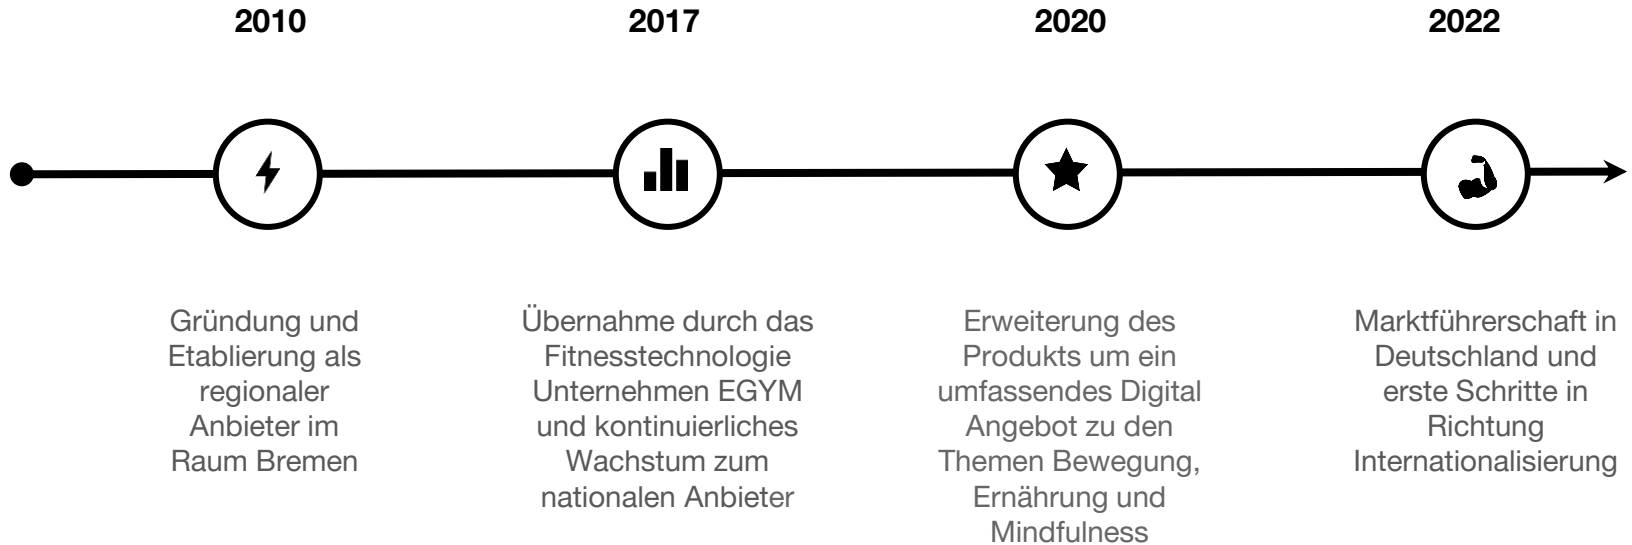 2010
Gründung und
Etablierung als
regionaler
Anbieter im
Raum Bremen
2017
Übernahme durch das
Fitnesstechnologie
Unternehmen EGYM
und kontinuierliches
Wachstum zum
nationalen Anbieter
2020
Erweiterung des
Produkts um ein
umfassendes Digital
Angebot zu den
Themen Bewegung,
Ernährung und
Mindfulness
2022
Marktführerschaft in
Deutschland und
erste Schritte in
Richtung
Internationalisierung